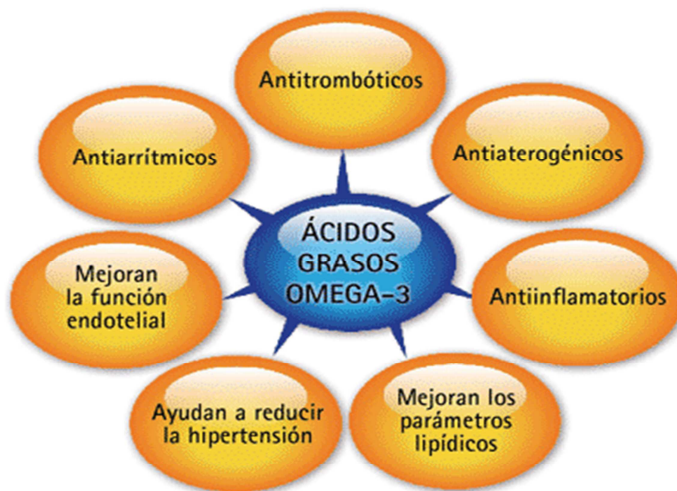 Antitrombóticos
Antiaterogénicos
Antiinflamatorios
Mejoran los
parámetros
lipídicos
Ayudan a reducir
la hipertensión
Mejoran
la función
endotelial
Antiarrítmicos
ÁCIDOS
GRASOS
OMEGA-3